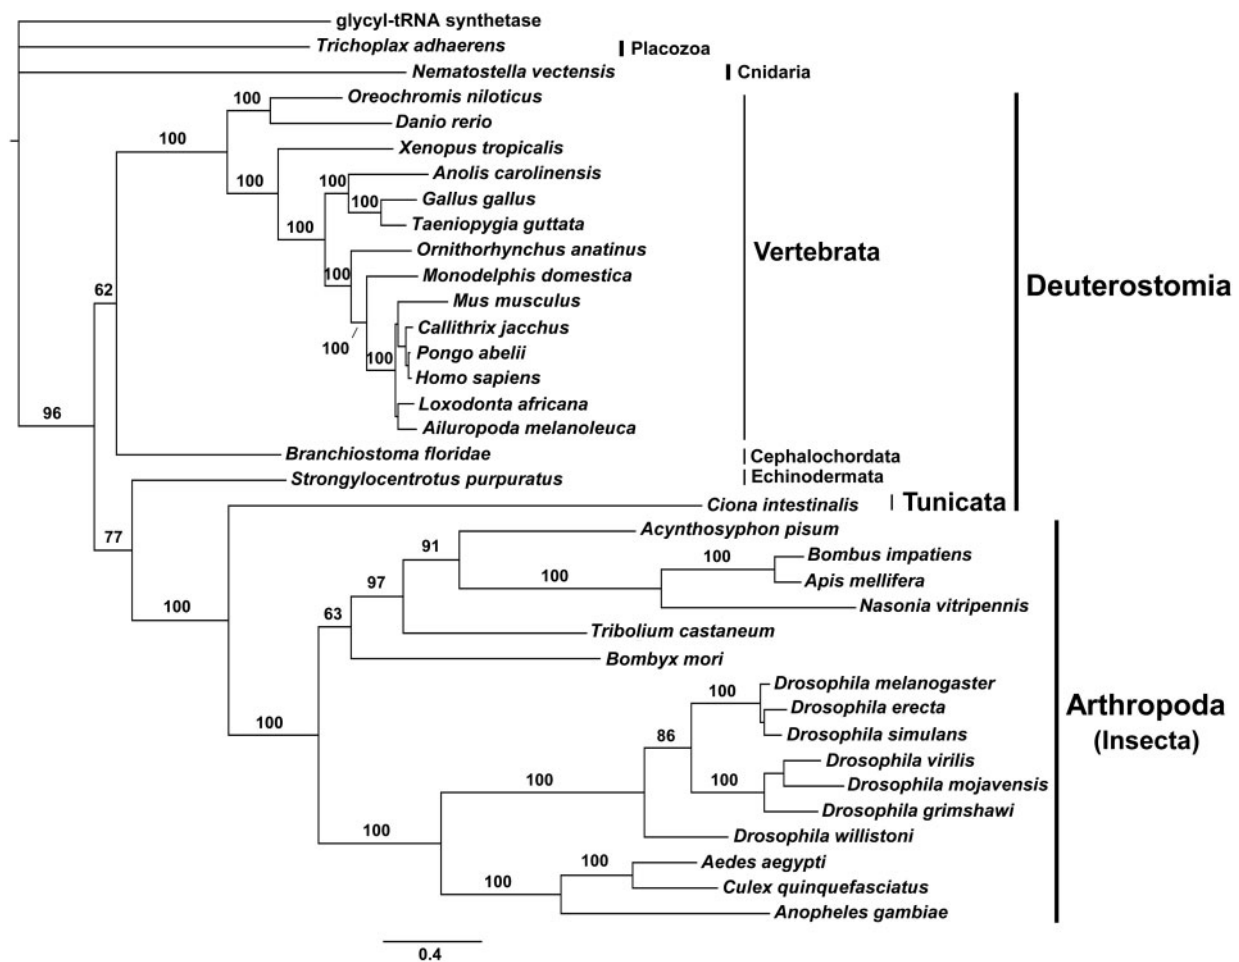 glycyl-tRNA synthetase
Trichoplax adhaerens
Placozoa
Nematostella vectensis
Cnidaria
100
Oreochromis niloticus
100
Danio rerio
Xenopus tropicalis
100
100
Anolis carolinensis
100
Gallus gallus
100
Taeniopygia guttata
Ornithorhynchus anatinus
Vertebrata
100
Monodelphis domestica
Deuterostomia
62
Mus musculus
Callithrix jacchus
100
100
Pongo abelii
Homo sapiens
Loxodonta africana
96
Ailuropoda melanoleuca
Branchiostoma floridae
Cephalochordata
Strongylocentrotus purpuratus
Echinodermata
Ciona intestinalis
Tunicata
77
Acynthosyphon pisum
91
100
Bombus impatiens
97
100
Apis mellifera
100
63
Nasonia vitripennis
Tribolium castaneum
Bombyx mori
100
Drosophila melanogaster
100
Drosophila erecta
Arthropoda
(Insecta)
86
Drosophila simulans
Drosophila virilis
100
100
Drosophila mojavensis
Drosophila grimshawi
100
Drosophila willistoni
100
Aedes aegypti
100
Culex quinquefasciatus
Anopheles gambiae
0.4